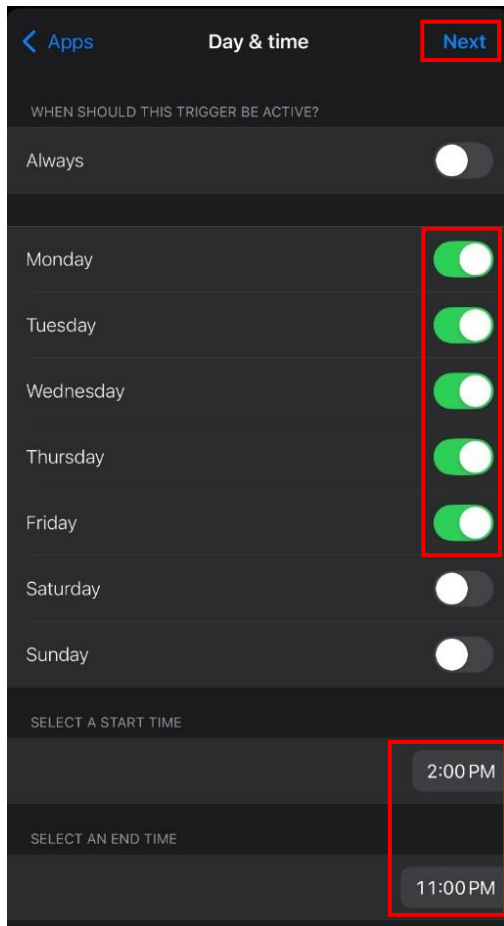 Apps Day & time Next
WHEN SHOULD THIS TRIGGER BE ACTIVE?
Always
Monday
Tuesday
Wednesday
Thursday
Friday
Saturday
Sunday
SELECT A START TIME
2:00 PM
SELECT AN END TIME
11:00 PM